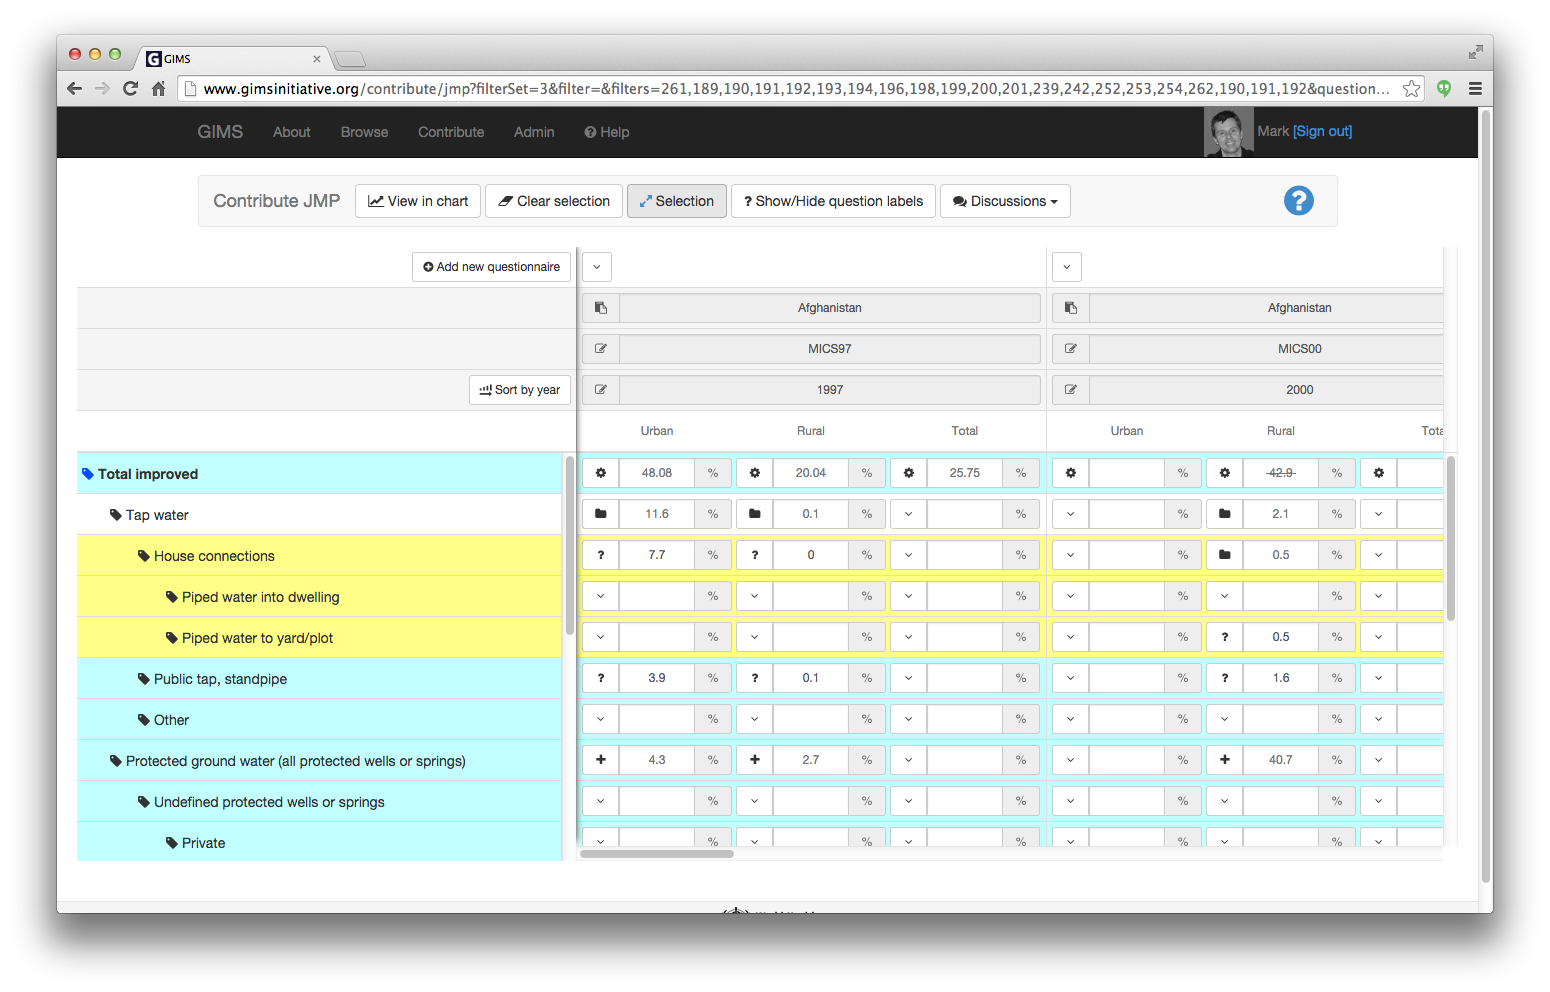 GIMS
www.gimsinitiative.org/contribute/jmp?filterSet=3&filter=&filters=261,189,190,191,192,193,194,196,198,199,200,201,239,242,252,253,254,262,190,191,192&question...
GIMS About Browse Contribute Admin Help Mark [Sign out]
Contribute JMP View in chart Clear selection Selection ? Show/Hide question labels Discussions ?
Add new questionnaire
Afghanistan Afghanistan
MICS97 MICS00
Sort by year 1997 2000
Urban Rural Total Urban Rural Tota
Total improved 48.08 % 20.04 % 25.75 % % 42.9 %
Tap water 11.6 % 0.1 % % % 2.1 %
House connections ? 7.7 % ? 0 % % % 0.5 %
Piped water into dwelling % % % % %
Piped water to yard/plot % % % % ? 0.5 %
Public tap, standpipe ? 3.9 % ? 0.1 % % % ? 1.6 %
Other % % % % %
Protected ground water (all protected wells or springs) 4.3 % 2.7 % % % 40.7 %
Undefined protected wells or springs % % % % %
Private % % % % %